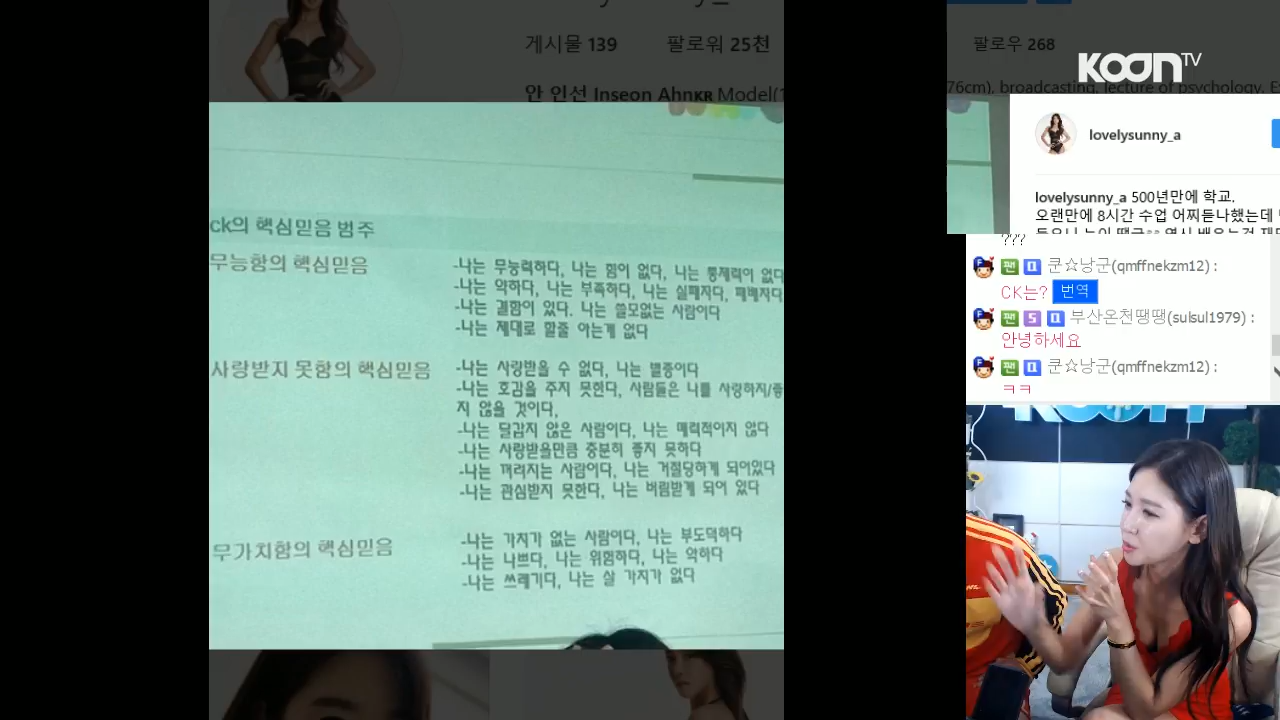 게시물 139 팔로워 25천 팔로우 268
안 인선 Inseon Ahn KR Model(1
76cm), broadcasting, lecture of psychology, E
KOONTV
lovelysunny_a
lovelysunny_a 500년만에 학교.
오랜만에 8시간 수업 어찌듣나했는데
ck의 핵심믿음 범주
무능함의 핵심믿음
-나는 무능력하다, 나는 힘이 없다, 나는 통제력이 없다
-나는 약하다, 나는 부족하다, 나는 실패자다, 패배자다
-나는 결함이 있다. 나는 쓸모없는 사람이다
-나는 제대로 할줄 아는게 없다
사랑받지 못함의 핵심믿음
-나는 사랑받을 수 없다, 나는 별종이다
-나는 호감을 주지 못한다, 사람들은 나를 사랑하지/좋
지 않을 것이다,
-나는 달갑지 않은 사람이다, 나는 매력적이지 않다
-나는 사랑받을만큼 충분히 좋지 못하다
-나는 꺼려지는 사람이다, 나는 거절당하게 되어있다
-나는 관심받지 못한다, 나는 버림받게 되어 있다
무가치함의 핵심믿음
-나는 가치가 없는 사람이다, 나는 부도덕하다
-나는 나쁘다, 나는 위험하다, 나는 악하다
-나는 쓰레기다, 나는 살 가치가 없다
???
팬 쿤☆낭군(qmffnekzm12) :
CK는? 번역
팬 S 부산온천땡땡(sulsul1979) :
안녕하세요
팬 쿤☆낭군(qmffnekzm12) :
ㅋㅋ